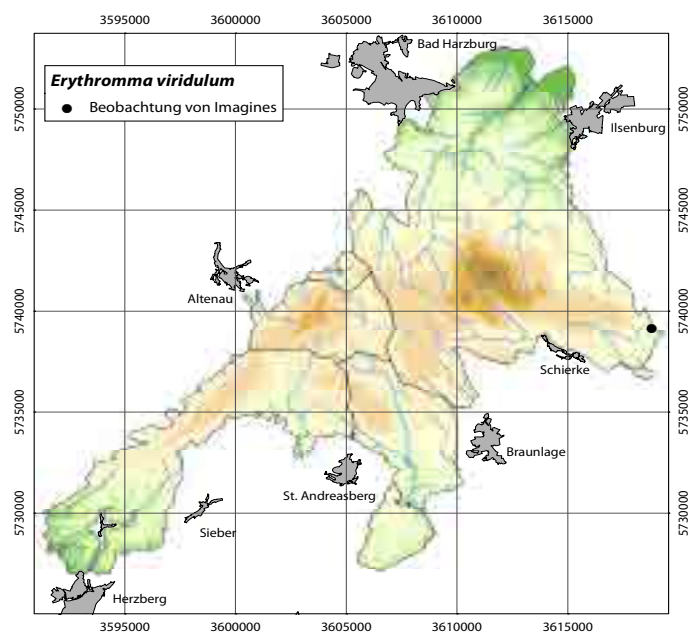 3595000 3600000 3605000 3610000 3615000
Bad Harzburg
Erythromma viridulum
Beobachtung von Imagines
Ilsenburg
5750000 5750000
5745000 5745000
Altenau
5740000 5740000
Schierke
5735000 5735000
Braunlage
St. Andreasberg
Sieber
5730000 5730000
Herzberg
3595000 3600000 3605000 3610000 3615000